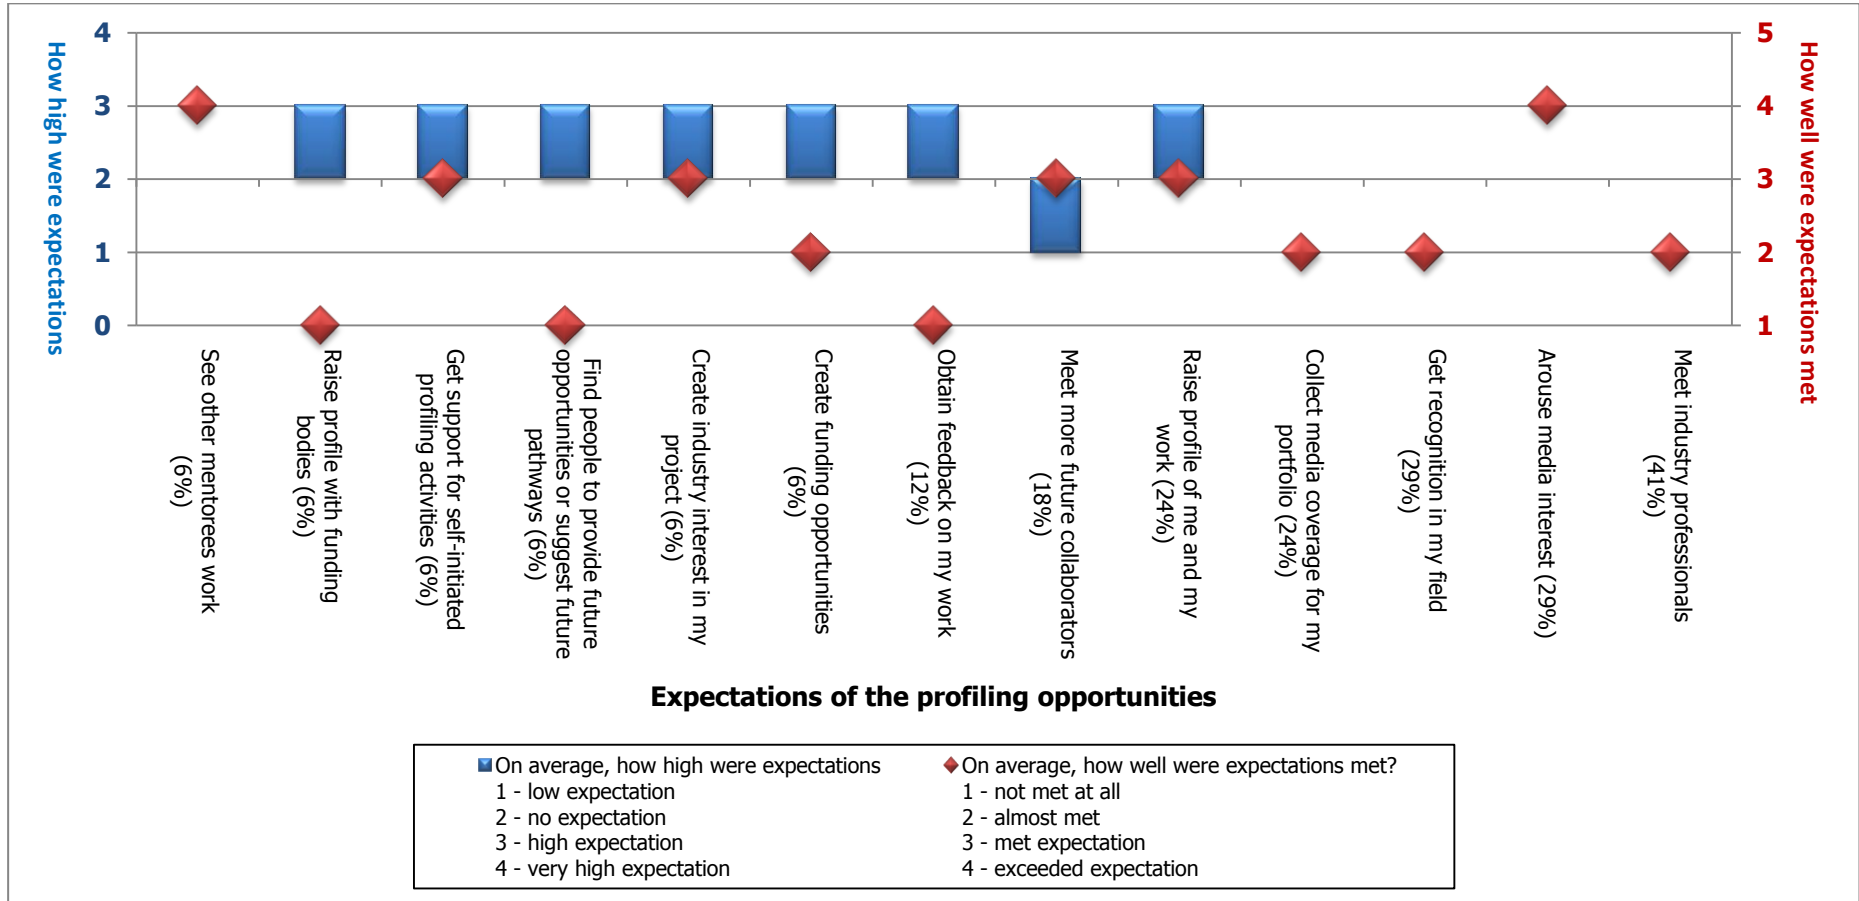 How high were expectations
4
3
2
1
0
5
4
3
2
1
How well were expectations met
See other mentorees work
(6%)
Raise profile with funding
bodies (6%)
Get support for self-initiated
profiling activities (6%)
Find people to provide future
opportunities or suggest future
pathways (6%)
Create industry interest in my
project (6%)
Create funding opportunities
(6%)
Obtain feedback on my work
(12%)
Meet more future collaborators
(18%)
Raise profile of me and my
work (24%)
Collect media coverage for my
portfolio (24%)
Get recognition in my field
(29%)
Arouse media interest (29%)
Meet industry professionals
(41%)
Expectations of the profiling opportunities
On average, how high were expectations
1 - low expectation
2 - no expectation
3 - high expectation
4 - very high expectation
On average, how well were expectations met?
1 - not met at all
2 - almost met
3 - met expectation
4 - exceeded expectation